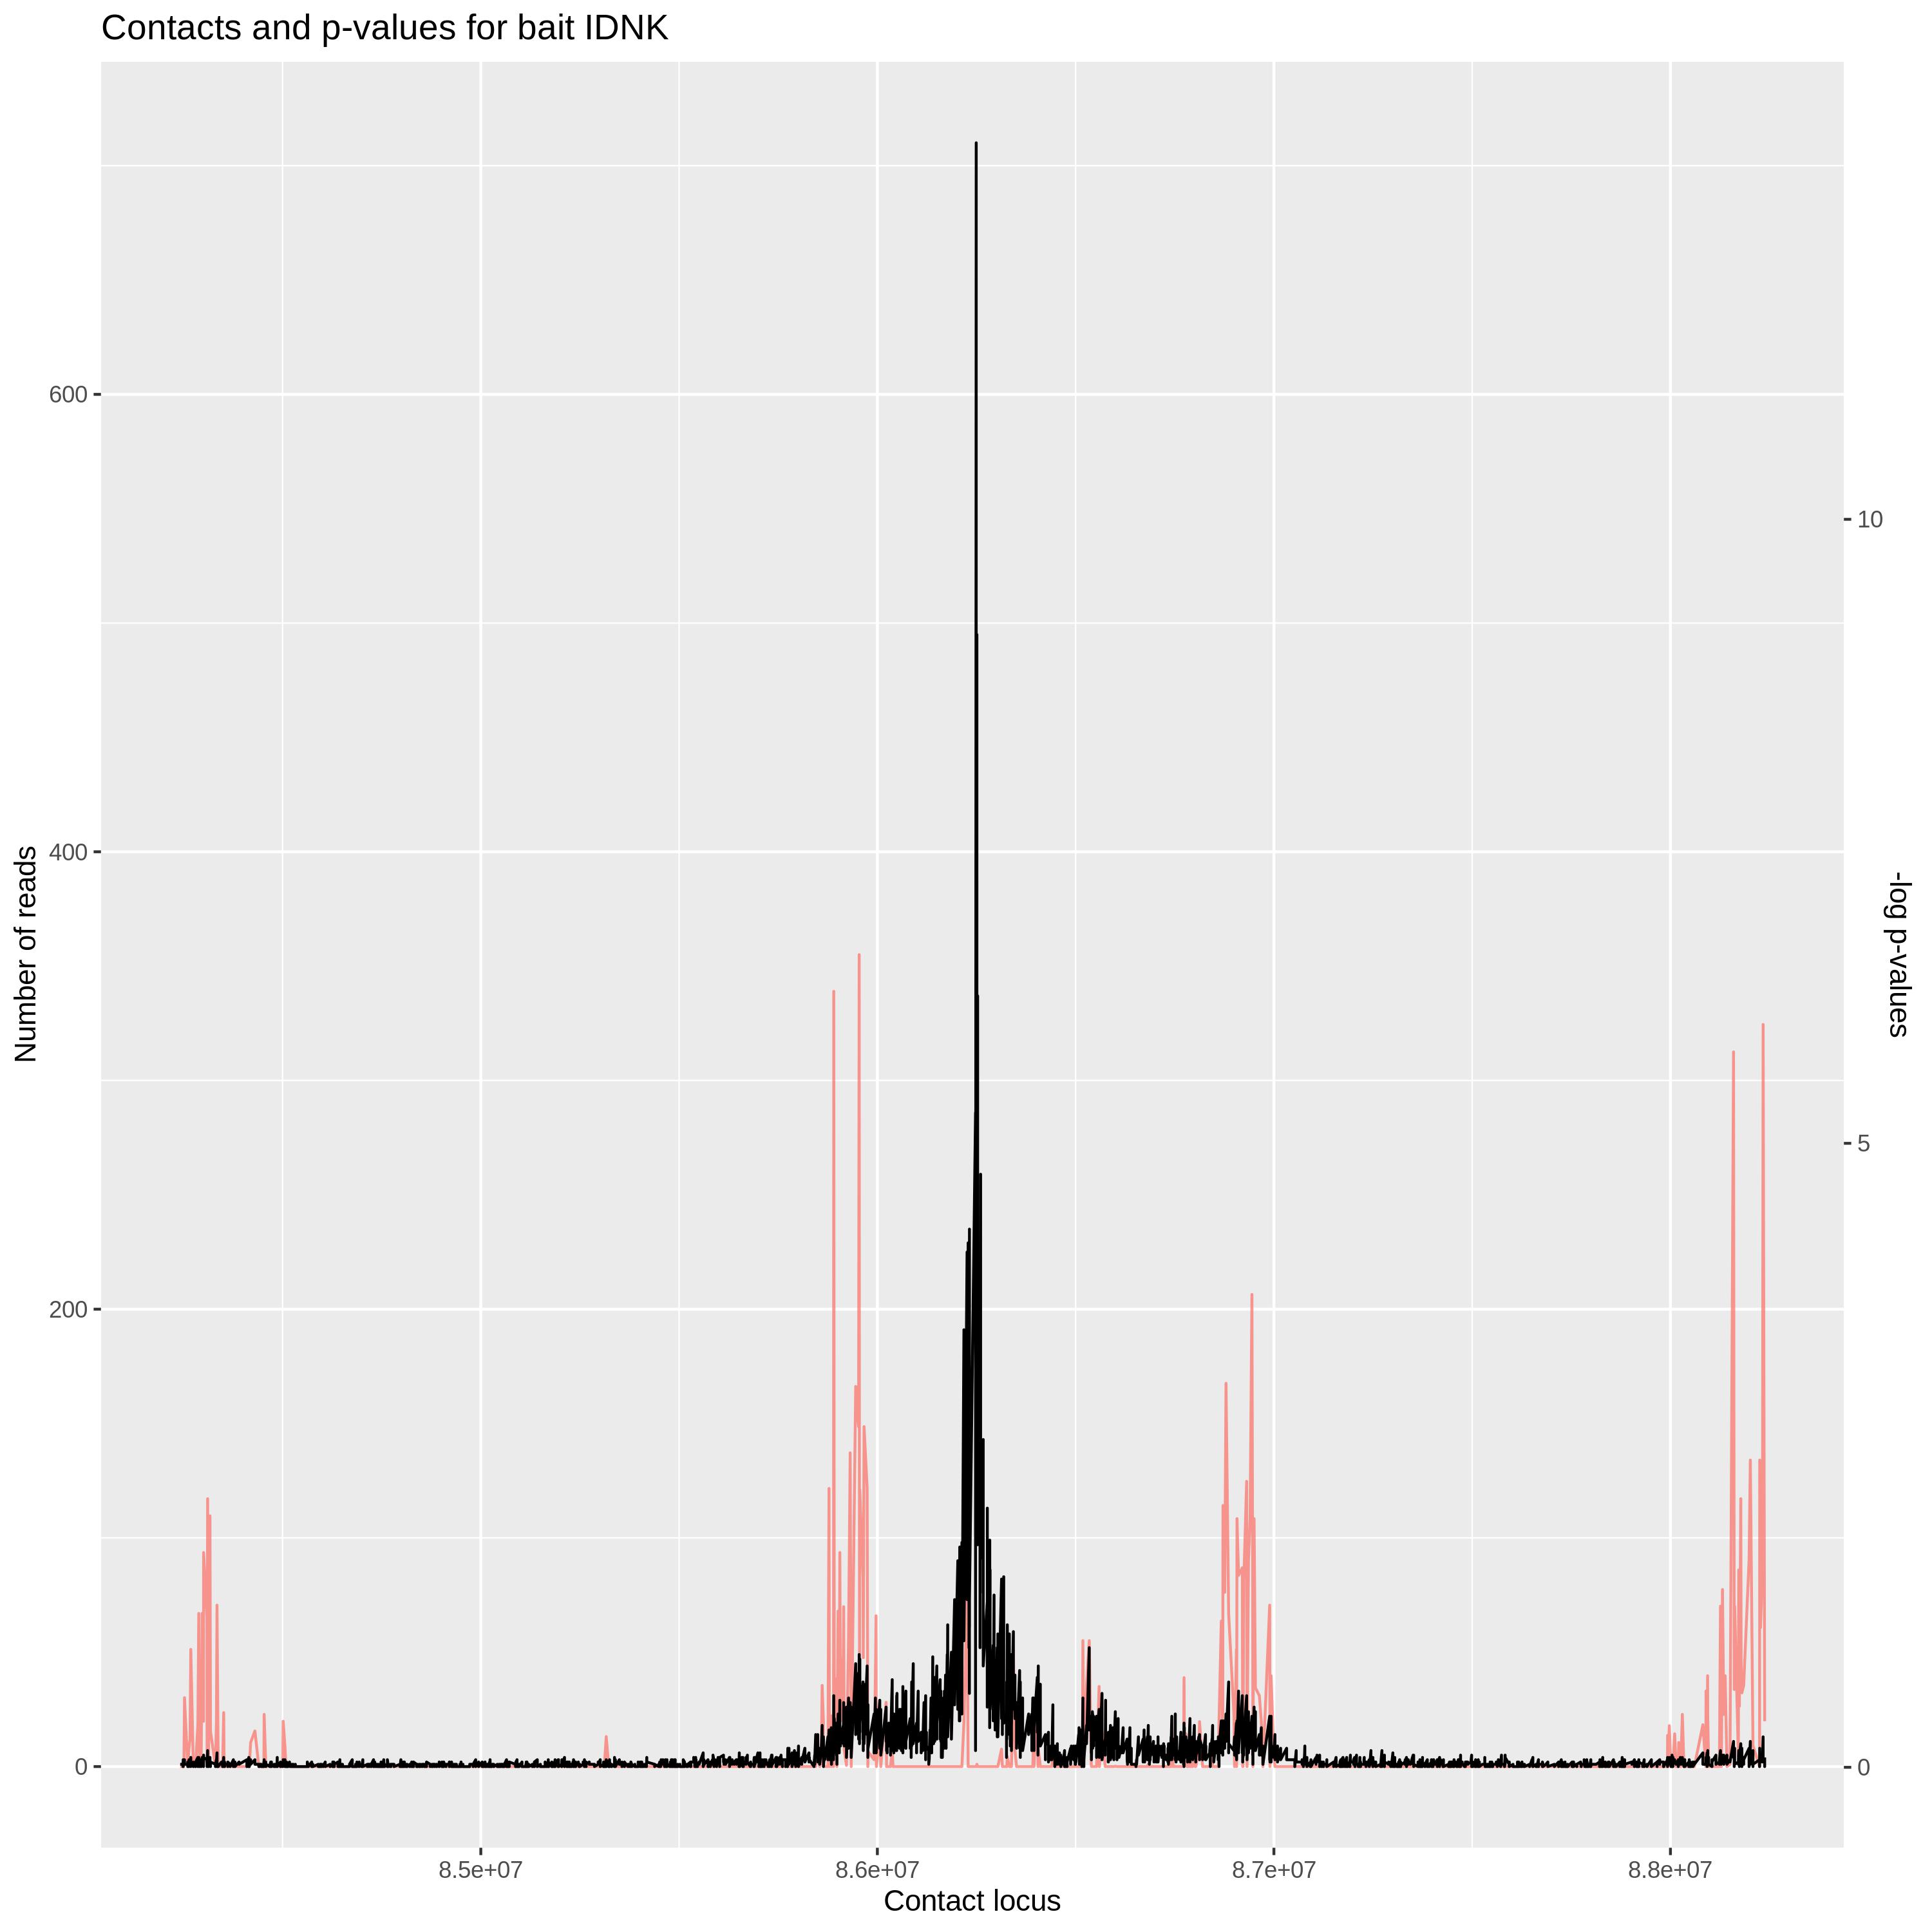 Contacts and p-values for bait IDNK
600
400
200
0
Number of reads
10
5
0
-log p-values
8.5e+07
8.6e+07
8.7e+07
8.8e+07
Contact locus